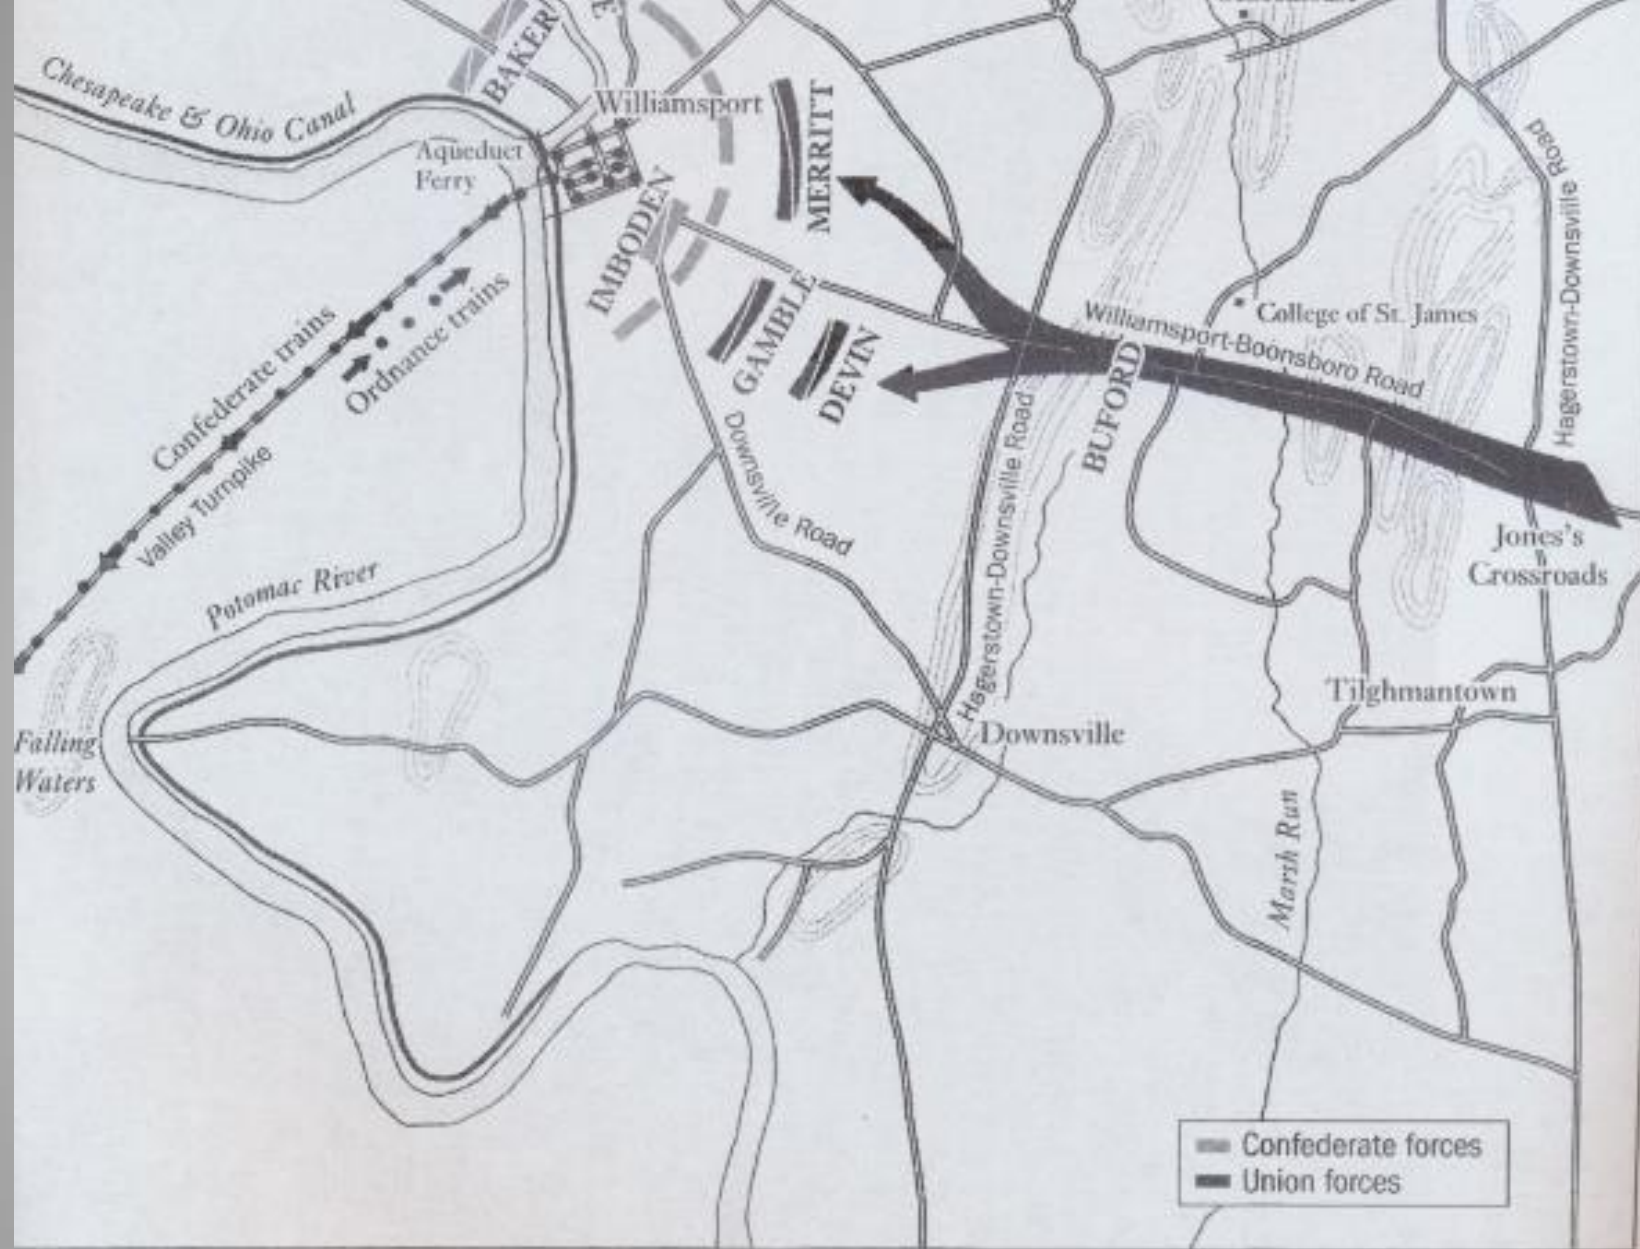 BAKER
Chesapeake & Ohio Canal
Williamsport
Aqueduct
Ferry
MERRITT
IMBODEN
Hagerstown-Downsville Road
Confederate trains
Ordnance trains
GAMBLE
DEVIN
College of St. James
Williamsport-Boonsboro Road
BUFORD
Valley Turnpike
Downsville Road
Hagerstown-Downsville Road
Jones's
Crossroads
Potomac River
Tilghmantown
Falling
Waters
Downsville
Marsh Run
Confederate forces
Union forces